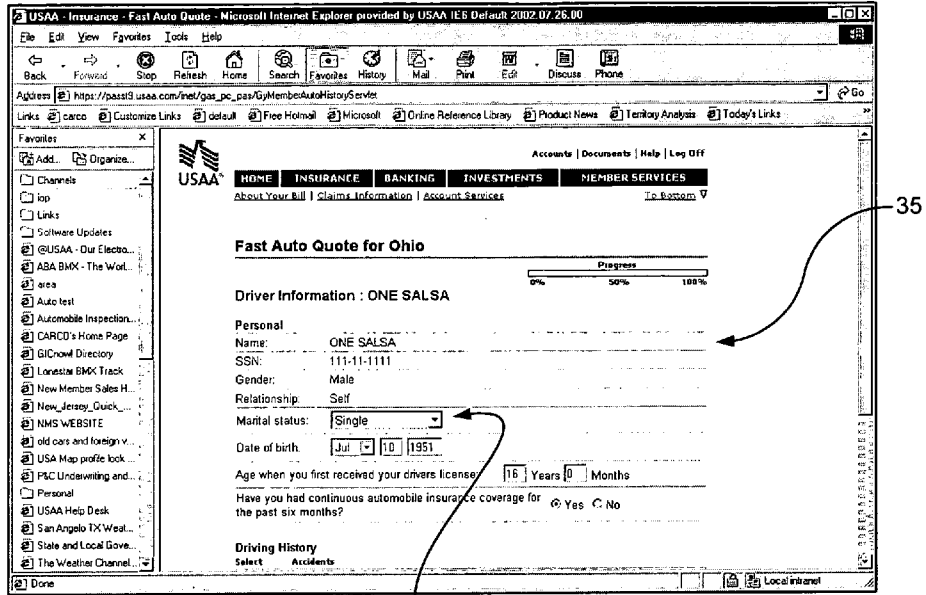 USAA - Insurance - Fast Auto Quote - Microsoft Internet Explorer provided by USAA IE6 Default 2002.07.26.00
File Edit View Favorites Tools Help
Back Forward Stop Refresh Home Search Favorites History Mail Print Edit Discuss Phone
Address https://passt9.usaa.com/inet/gas_pc_pas/GyMemberAutoHistoryServlet Go
Links carco Customize Links default Free Hotmail Microsoft Online Reference Library Product News Territory Analysis Today's Links
Favorites x
Add... Organize...
Channels
iop
Links
Software Updates
@USAA - Our Electro...
ABA BMX - The Worl...
area
Auto test
Automobile Inspection...
CARCO's Home Page
GICnowl Directory
Lonestar BMX Track
New Member Sales H...
New_Jersey_Quick_...
NMS WEBSITE
old cars and foreign v...
USA Map profile look ...
P&C Underwriting and...
Personal
USAA Help Desk
San Angelo TX Weat...
State and Local Gove...
The Weather Channel...
USAA®
Accounts | Documents | Help | Log Off
HOME INSURANCE BANKING INVESTMENTS MEMBER SERVICES
About Your Bill | Claims Information | Account Services To Bottom
35
Fast Auto Quote for Ohio
Progress
0% 50% 100%
Driver Information : ONE SALSA
Personal
Name: ONE SALSA
SSN: 111-11-1111
Gender: Male
Relationship: Self
Marital status: Single
Date of birth: Jul 10 1951
Age when you first received your drivers license: 16 Years 0 Months
Have you had continuous automobile insurance coverage for
the past six months? Yes No
Driving History
Select Accidents
Done Local intranet